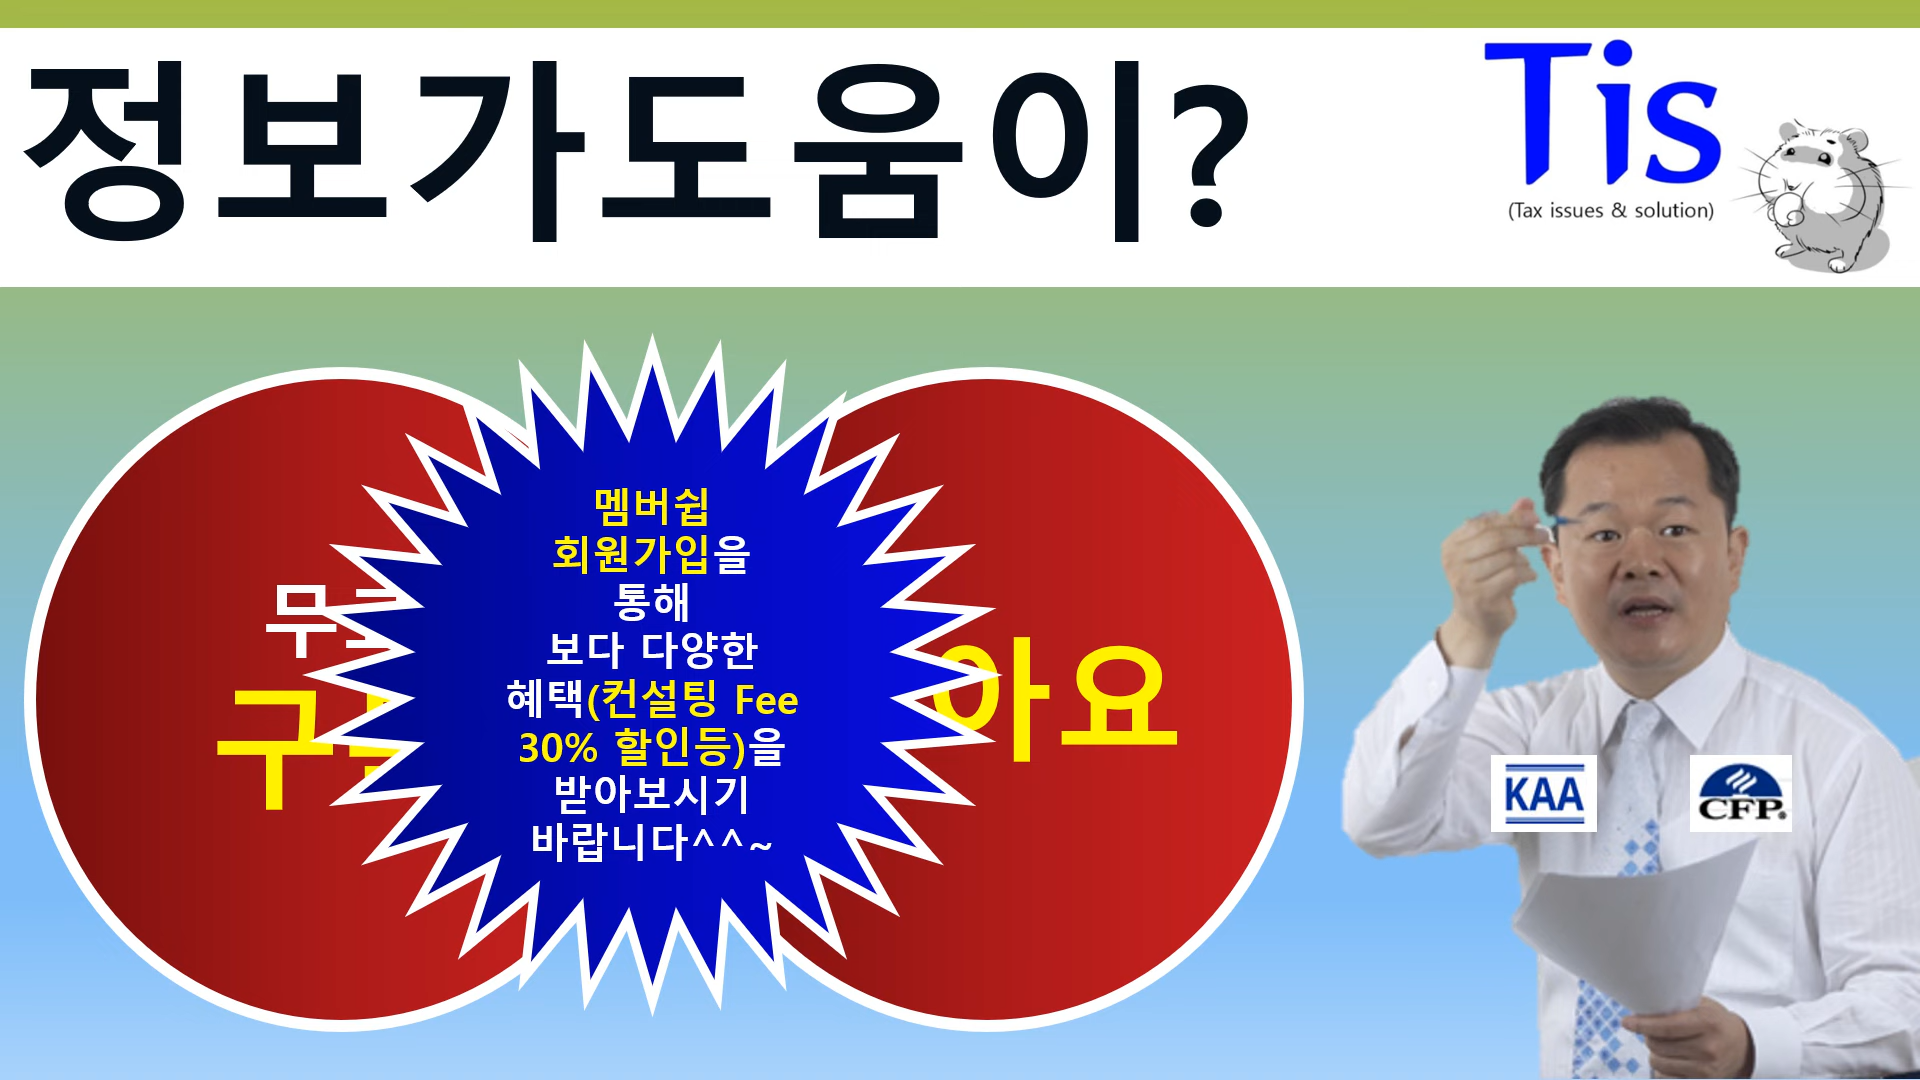 정보가도움이?
Tis
(Tax issues & solution)
멤버쉽
회원가입을
통해
보다 다양한
혜택(컨설팅 Fee
30% 할인등)을
받아보시기
바랍니다^^~
무
구
아요
KAA
CFP®